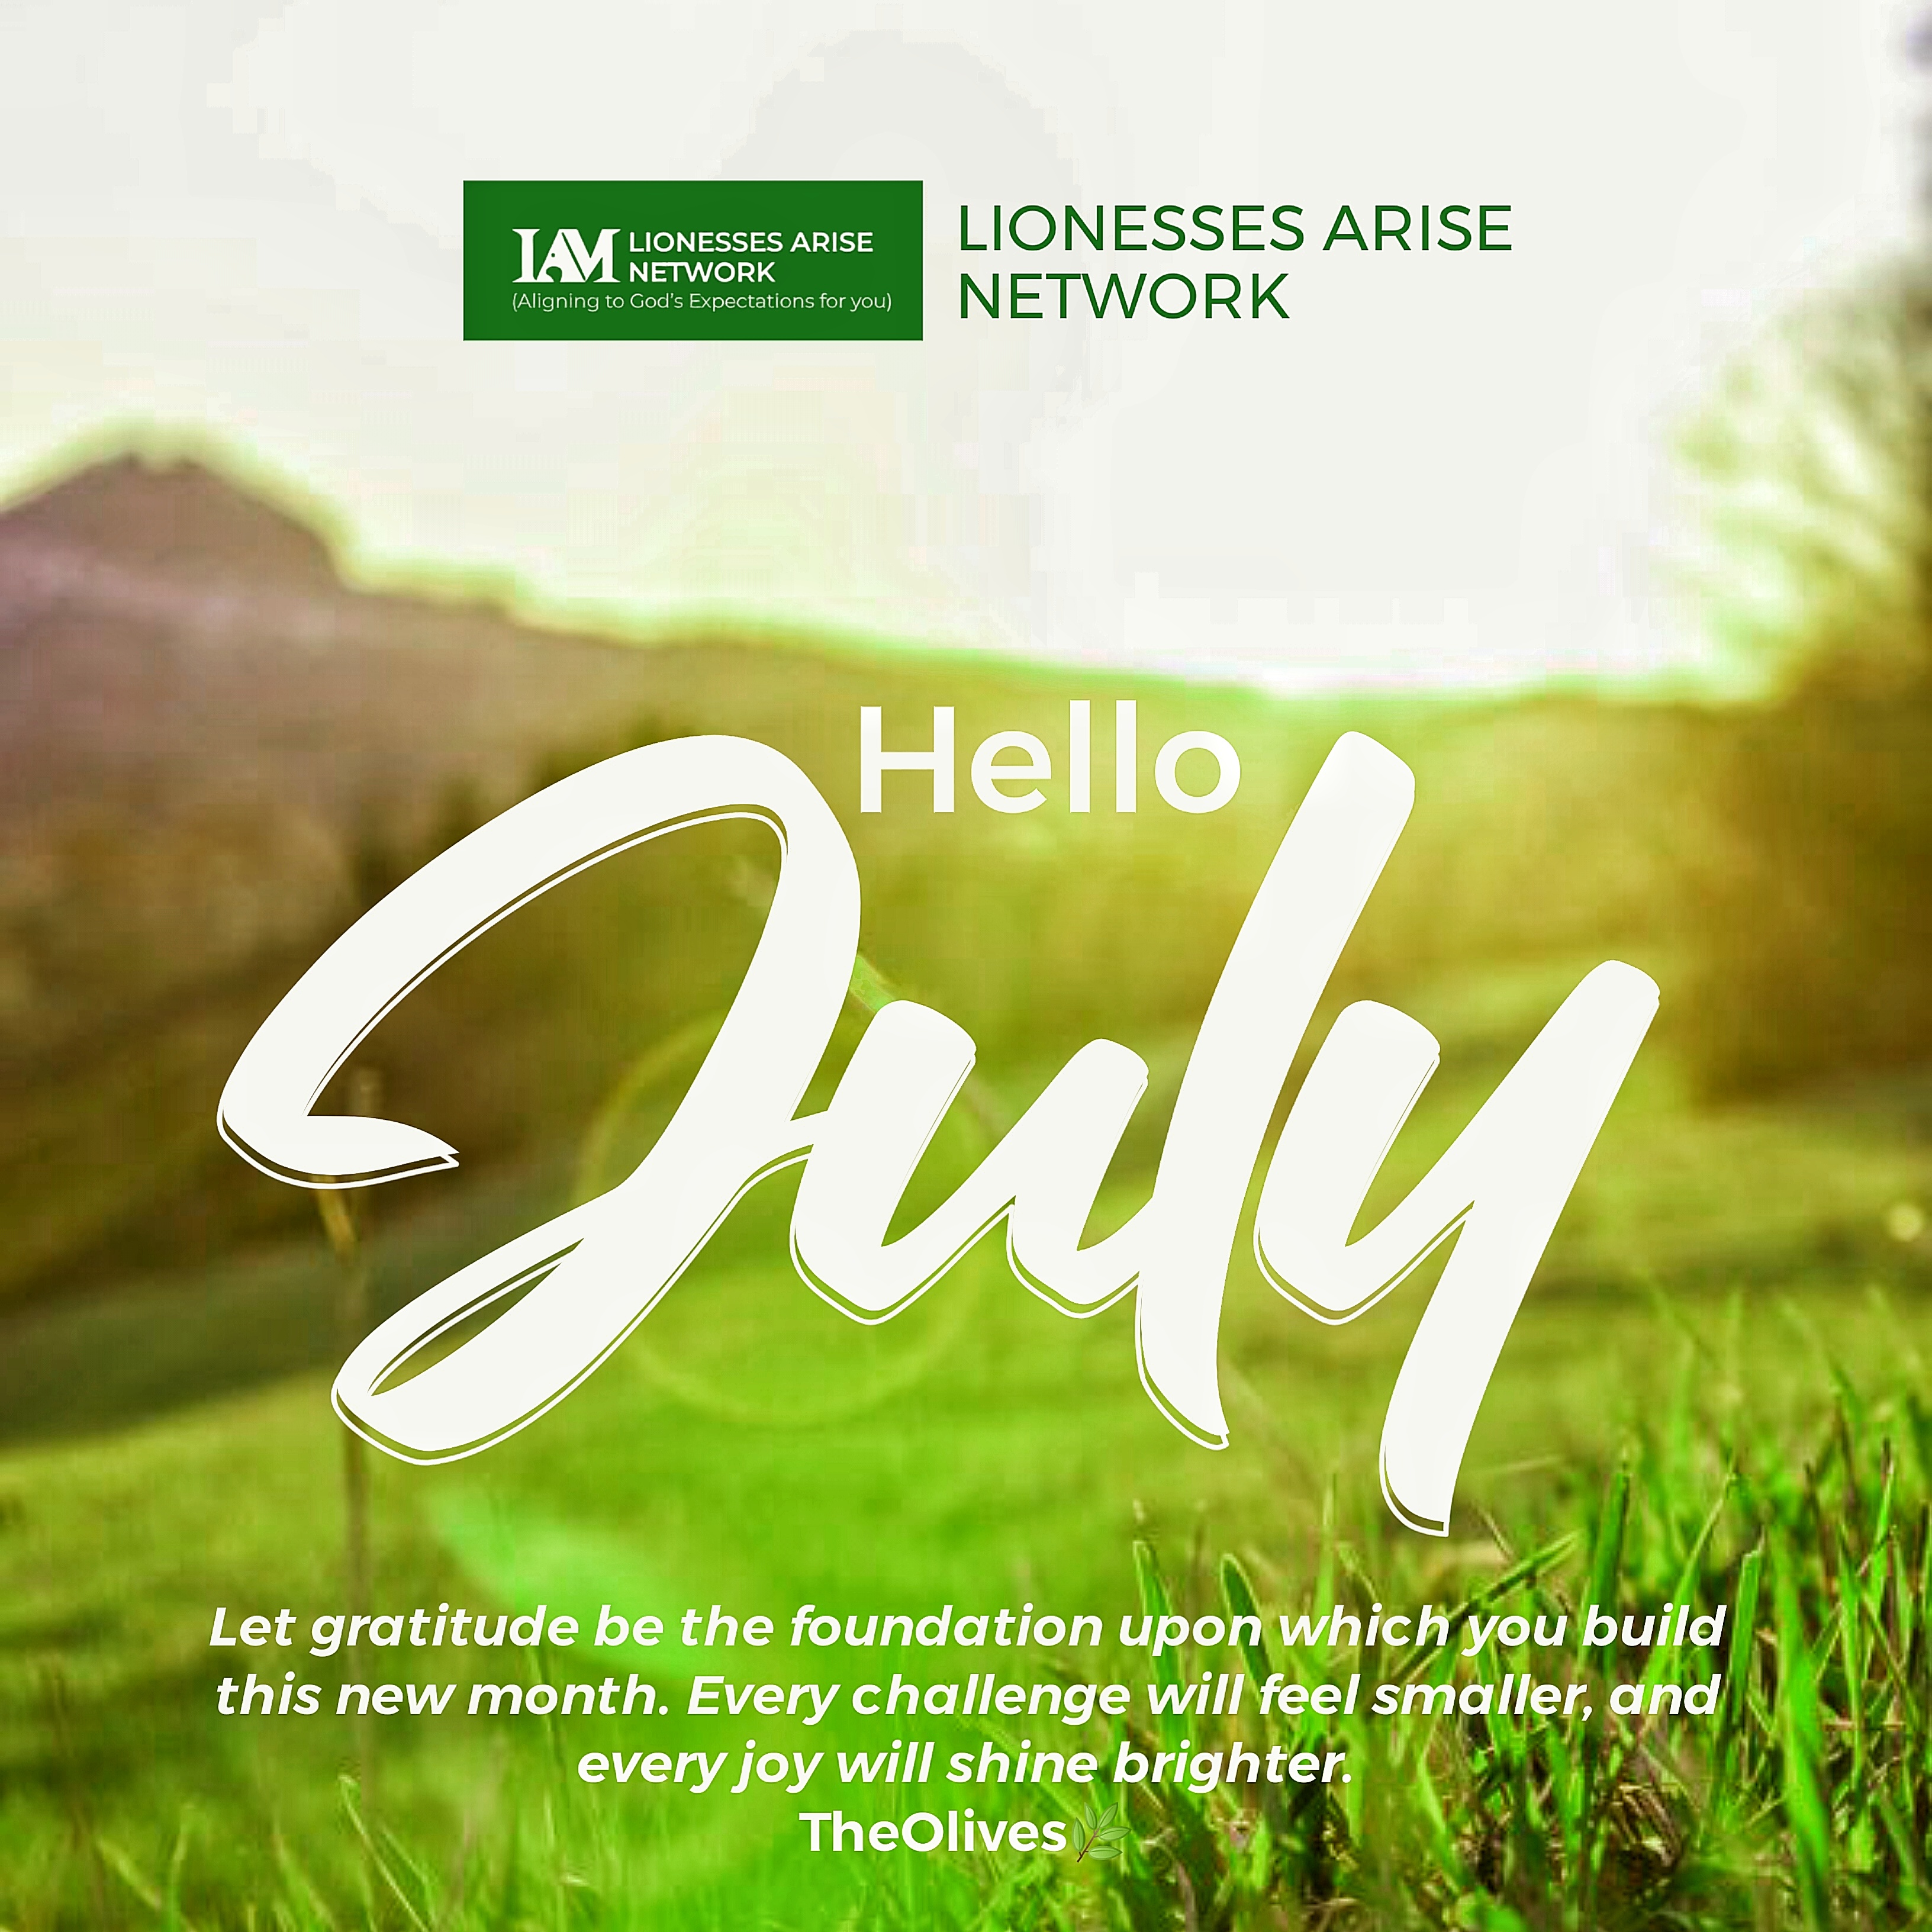 IAM LIONESSES ARISE
NETWORK
(Aligning to God's Expectations for you)
LIONESSES ARISE
NETWORK
Hello
July
Let gratitude be the foundation upon which you build
this new month. Every challenge will feel smaller, and
every joy will shine brighter.
TheOlives🌿